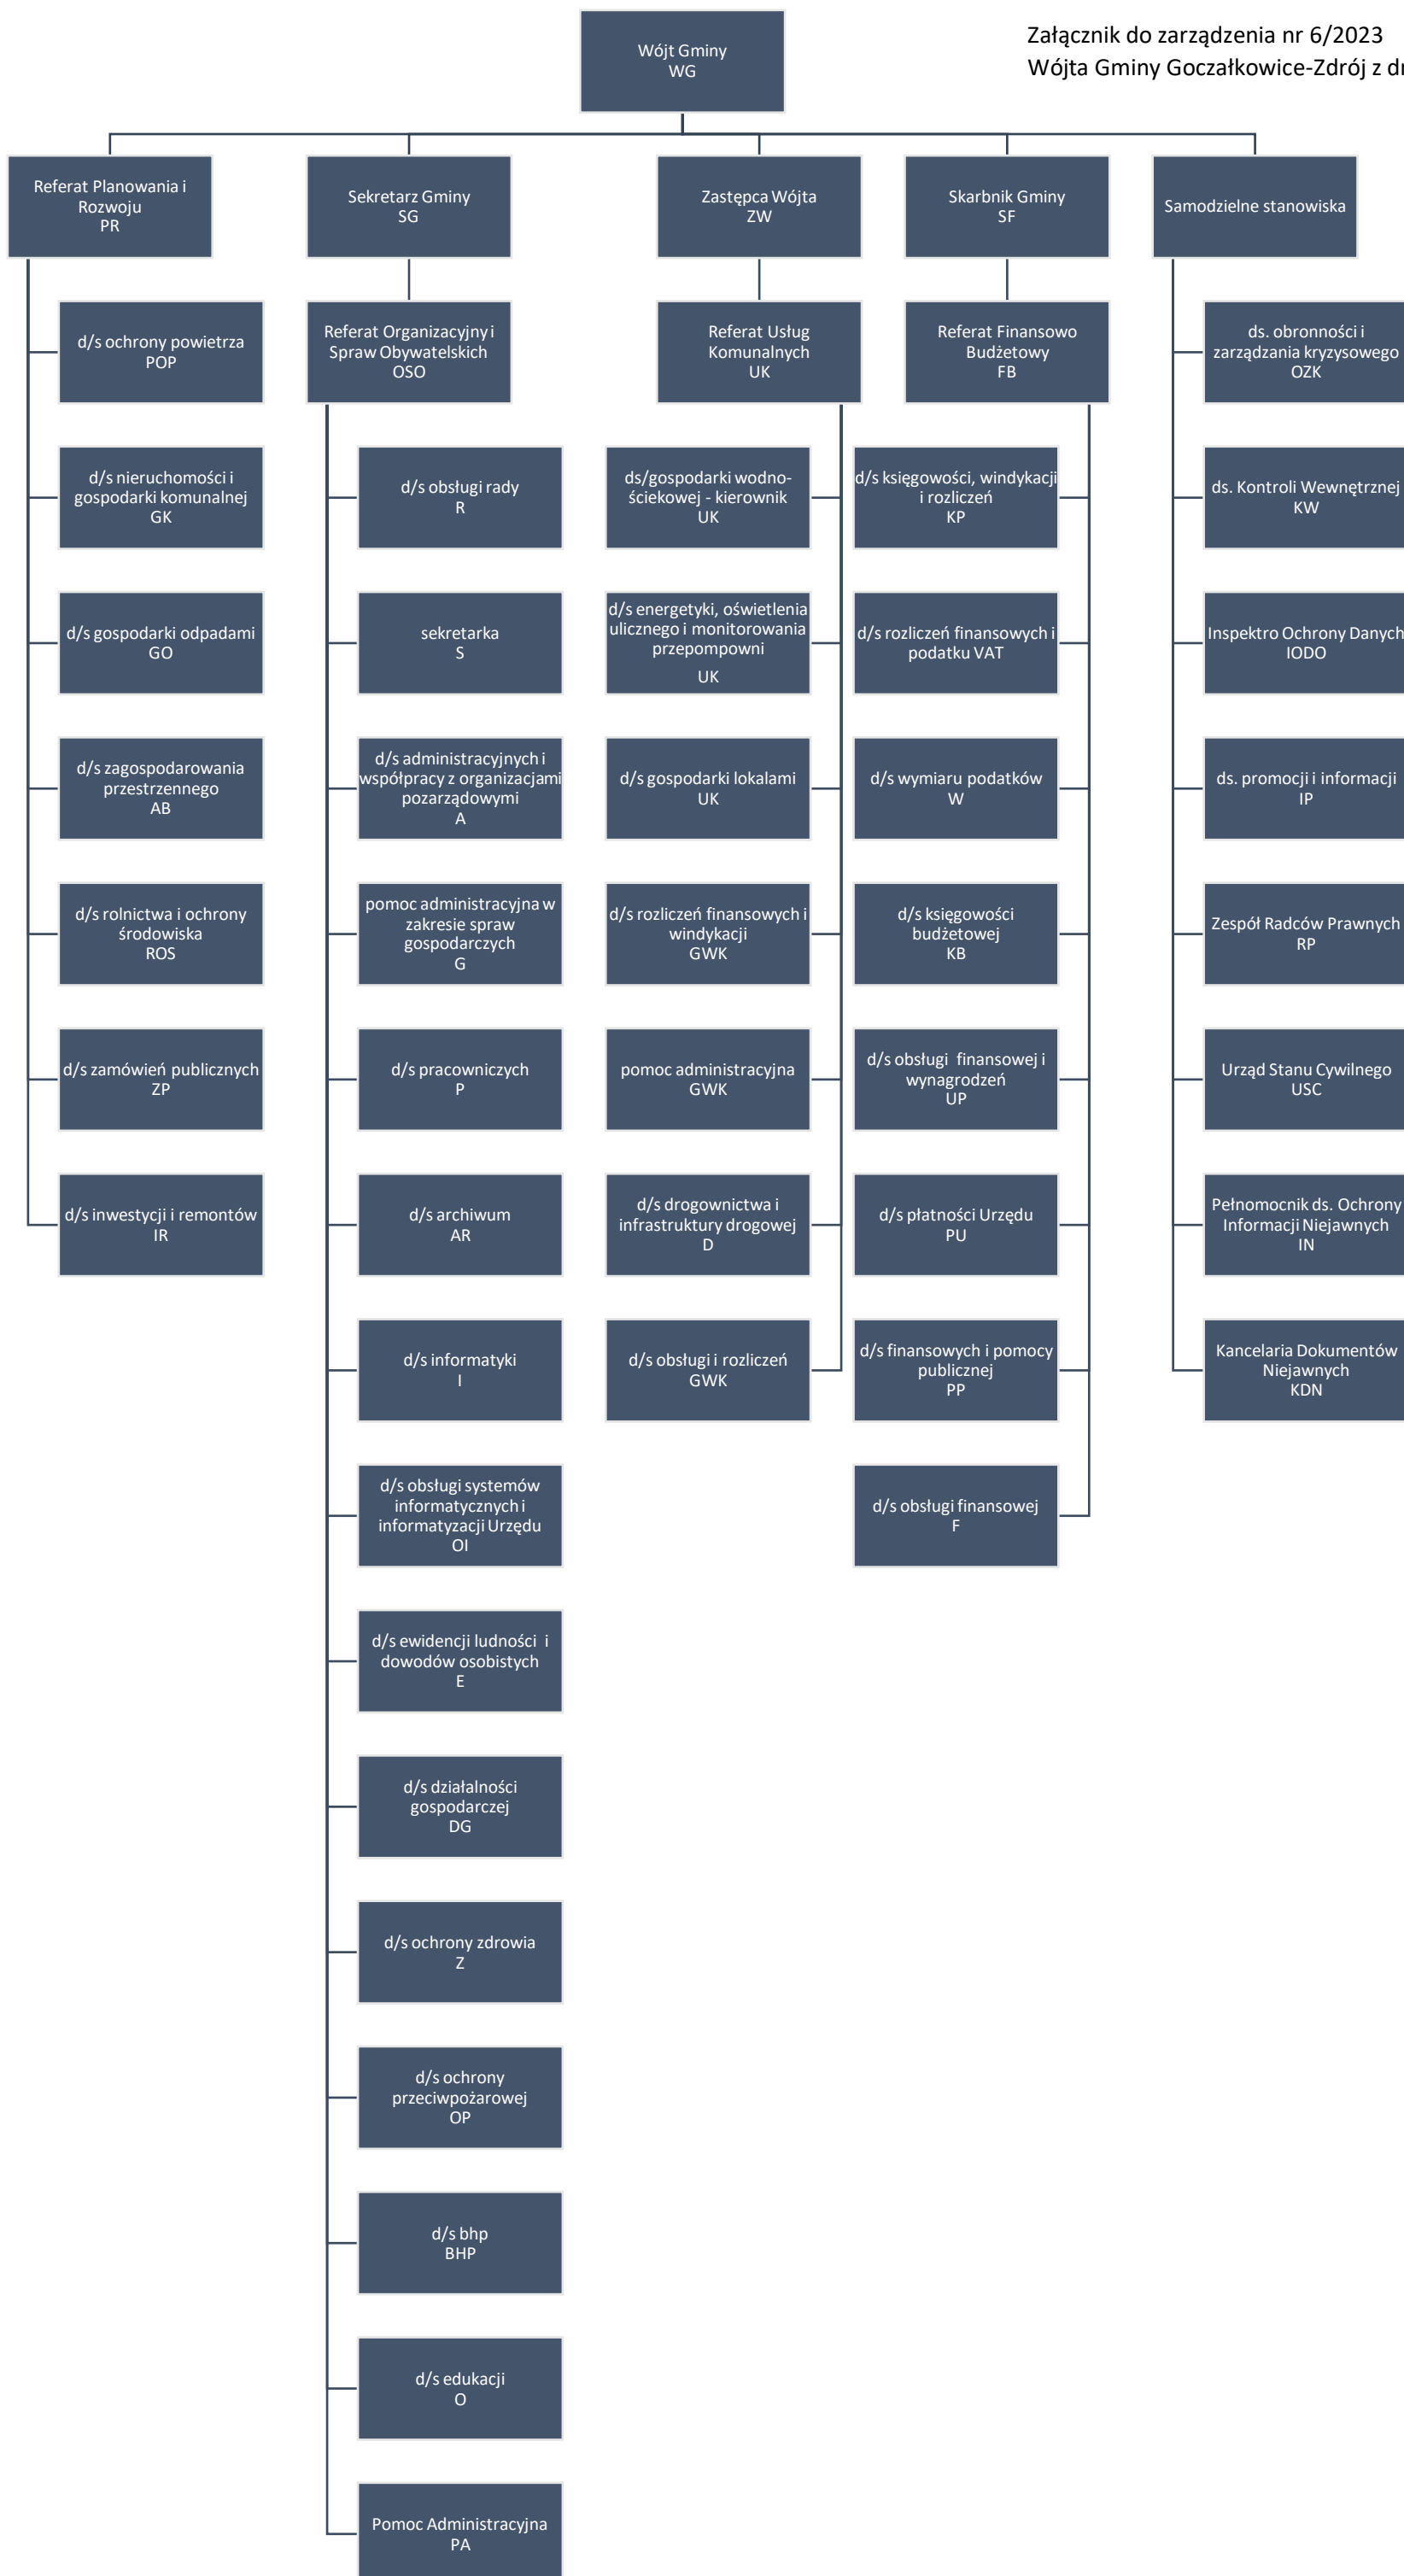 Załącznik do zarządzenia nr 6/2023
Wójta Gminy Goczałkowice-Zdrój z
Wójt Gminy
WG
Referat Planowania i
Rozwoju
PR
Sekretarz Gminy
SG
Zastępca Wójta
ZW
Skarbnik Gminy
SF
Samodzielne stanowiska
d/s ochrony powietrza
POP
d/s nieruchomości i
gospodarki komunalnej
GK
d/s gospodarki odpadami
GO
d/s zagospodarowania
przestrzennego
AB
d/s rolnictwa i ochrony
środowiska
ROS
d/s zamówień publicznych
ZP
d/s inwestycji i remontów
IR
Referat Organizacyjny i
Spraw Obywatelskich
OSO
d/s obsługi rady
R
sekretarka
S
d/s administracyjnych i
współpracy z organizacjami
pozarządowymi
A
pomoc administracyjna w
zakresie spraw
gospodarczych
G
d/s pracowniczych
P
d/s archiwum
AR
d/s informatyki
I
d/s obsługi systemów
informatycznych i
informatyzacji Urzędu
OI
d/s ewidencji ludności i
dowodów osobistych
E
d/s działalności
gospodarczej
DG
d/s ochrony zdrowia
Z
d/s ochrony
przeciwpożarowej
OP
d/s bhp
BHP
d/s edukacji
O
Pomoc Administracyjna
PA
Referat Usług
Komunalnych
UK
ds/gospodarki wodno-
ściekowej - kierownik
UK
d/s energetyki, oświetlenia
ulicznego i monitorowania
przepompowni
UK
d/s gospodarki lokalami
UK
d/s rozliczeń finansowych i
windykacji
GWK
pomoc administracyjna
GWK
d/s drogownictwa i
infrastruktury drogowej
D
d/s obsługi i rozliczeń
GWK
Referat Finansowo
Budżetowy
FB
d/s księgowości, windykacji
i rozliczeń
KP
d/s rozliczeń finansowych i
podatku VAT
d/s wymiaru podatków
W
d/s księgowości
budżetowej
KB
d/s obsługi finansowej i
wynagrodzeń
UP
d/s płatności Urzędu
PU
d/s finansowych i pomocy
publicznej
PP
d/s obsługi finansowej
F
ds. obronności i
zarządzania kryzysowego
OZK
ds. Kontroli Wewnętrznej
KW
Inspektro Ochrony Danych
IODO
ds. promocji i informacji
IP
Zespół Radców Prawnych
RP
Urząd Stanu Cywilnego
USC
Pełnomocnik ds. Ochrony
Informacji Niejawnych
IN
Kancelaria Dokumentów
Niejawnych
KDN